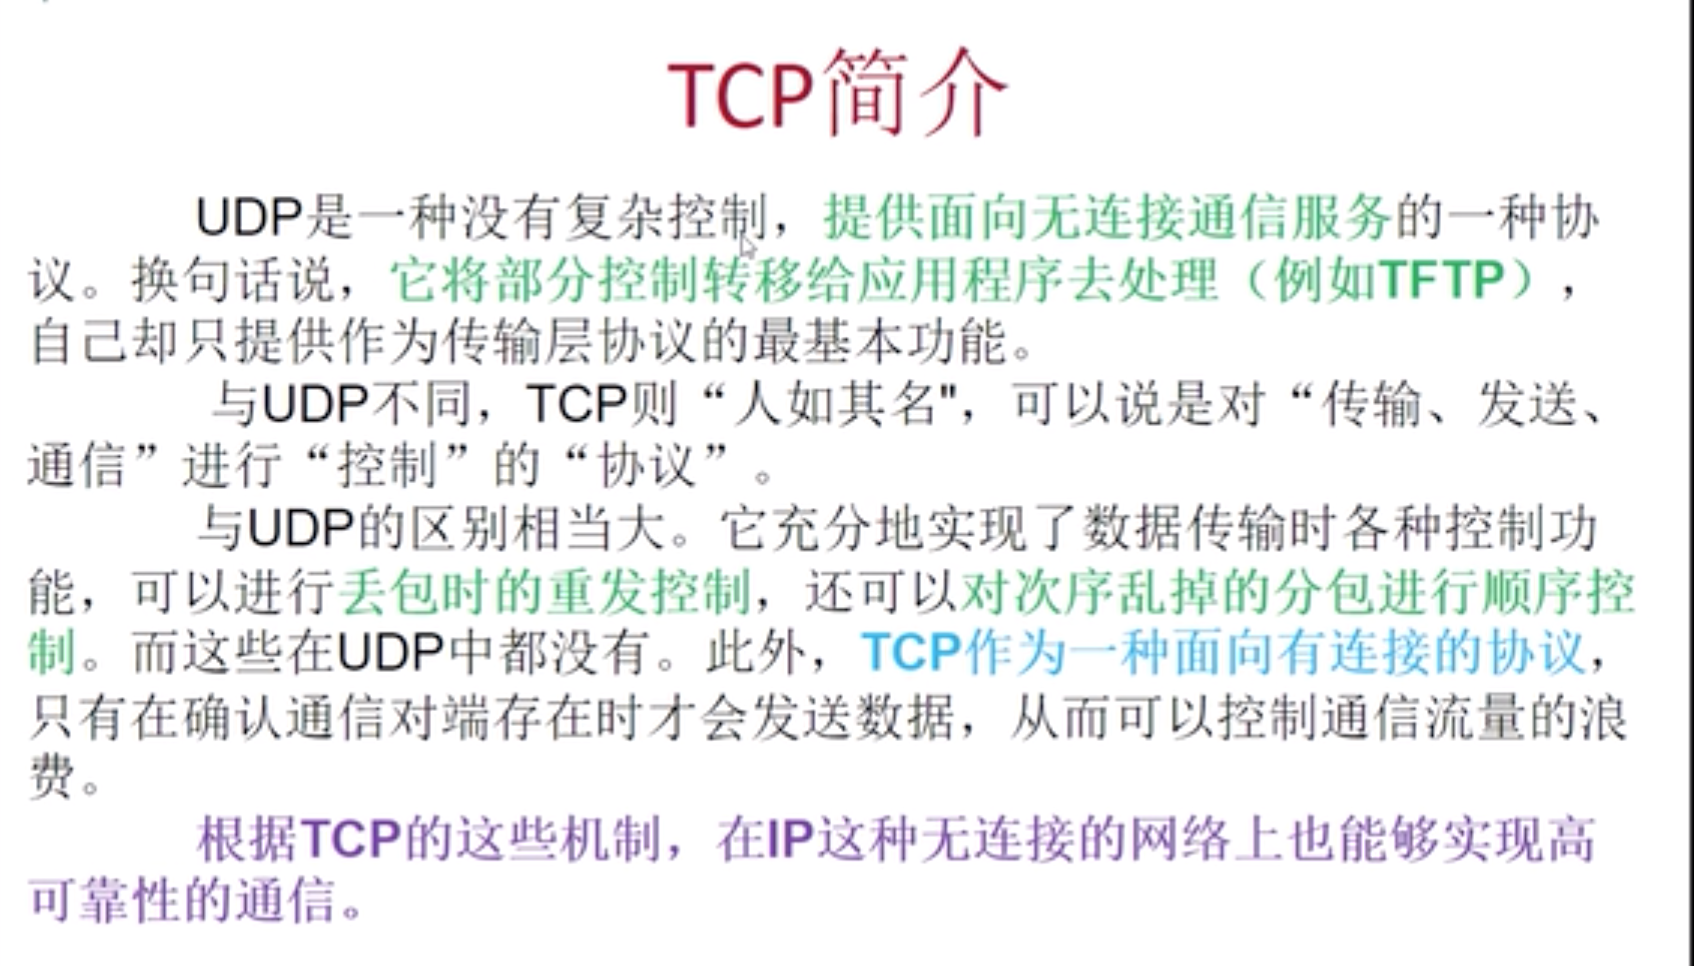 TCP简介
UDP是一种没有复杂控制，提供面向无连接通信服务的一种协
议。换句话说，它将部分控制转移给应用程序去处理（例如TFTP），
自己却只提供作为传输层协议的最基本功能。
与UDP不同，TCP则“人如其名"，可以说是对“传输、发送、
通信”进行“控制”的“协议”。
与UDP的区别相当大。它充分地实现了数据传输时各种控制功
能，可以进行丢包时的重发控制，还可以对次序乱掉的分包进行顺序控
制。而这些在UDP中都没有。此外，TCP作为一种面向有连接的协议，
只有在确认通信对端存在时才会发送数据，从而可以控制通信流量的浪
费。
根据TCP的这些机制，在IP这种无连接的网络上也能够实现高
可靠性的通信。